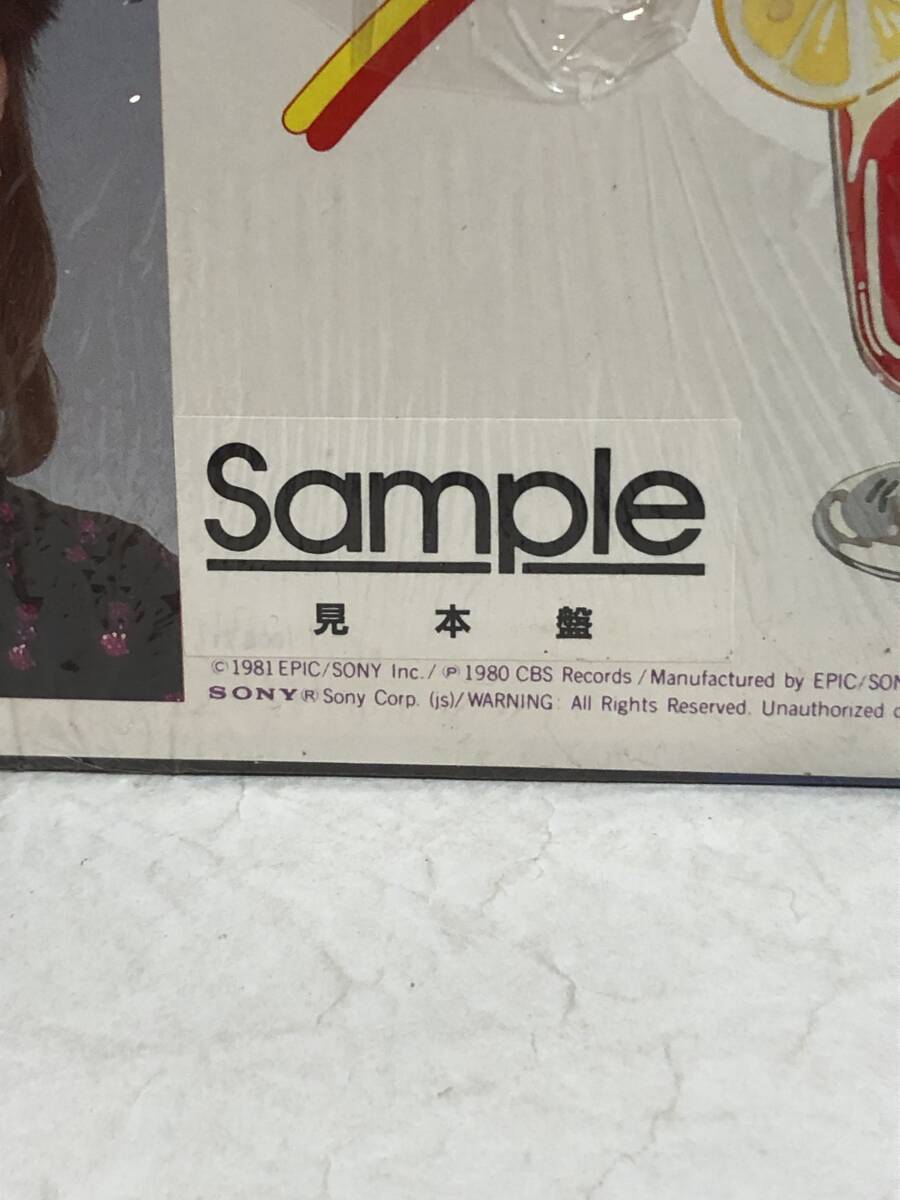 Sample
見本盤
©1981 EPIC/SONY Inc./ ℗ 1980 CBS Records / Manufactured by EPIC/SON
SONY® Sony Corp. (js)/ WARNING: All Rights Reserved. Unauthorized